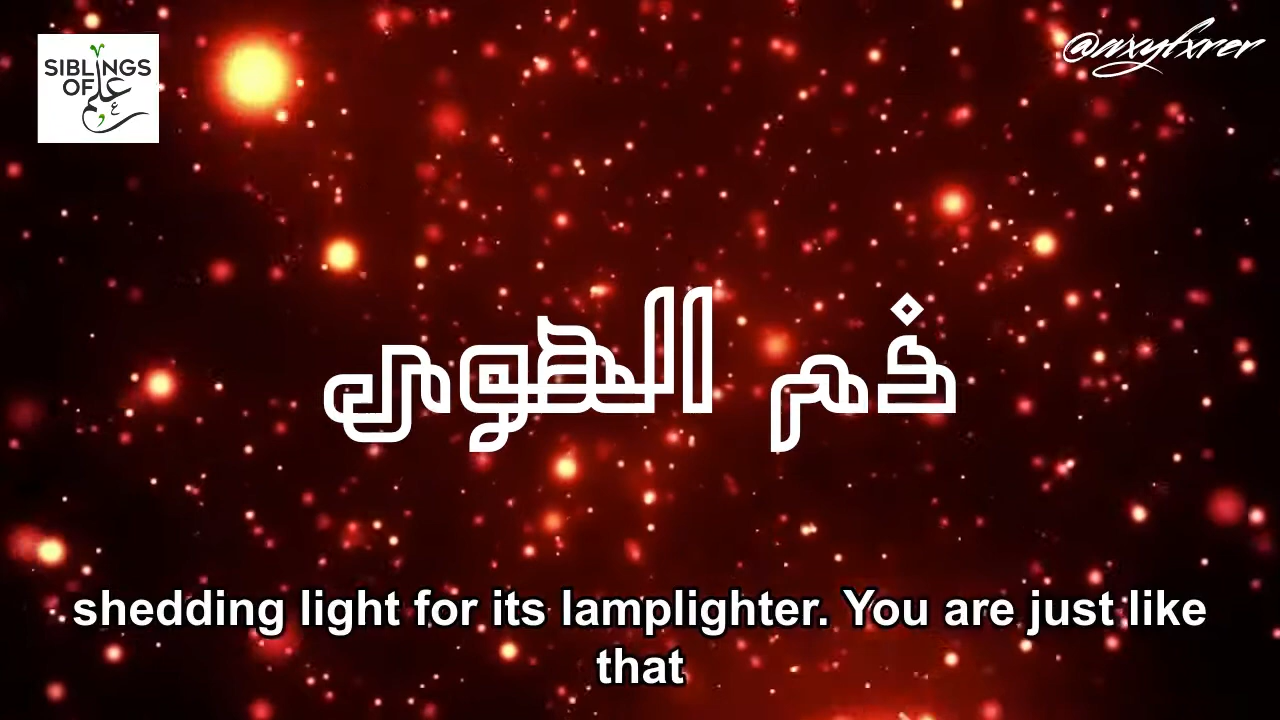 SIBLINGS
OF علم
@nxyfxrer
ذم الهوى
shedding light for its lamplighter. You are just like
that